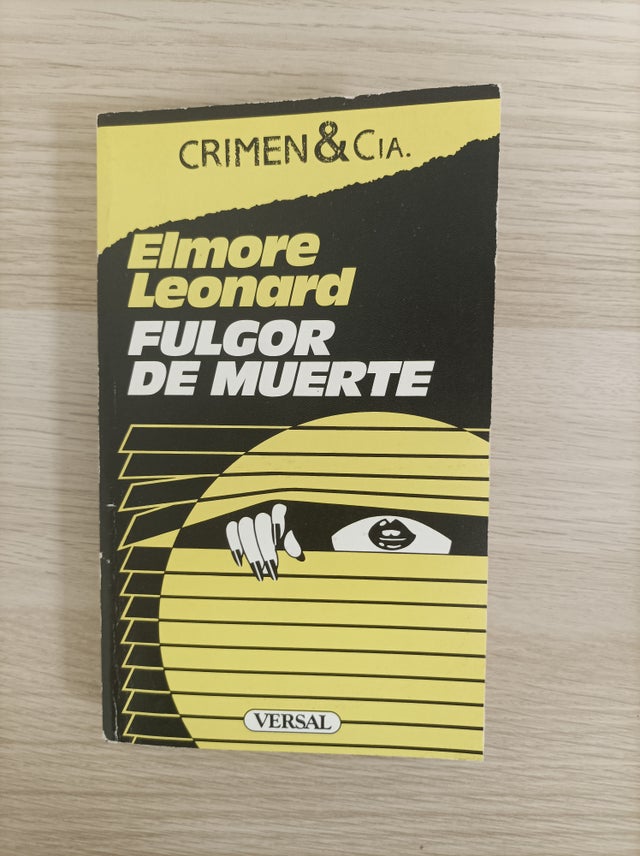 CRIMEN & CIA.
Elmore
Leonard
FULGOR
DE MUERTE
VERSAL